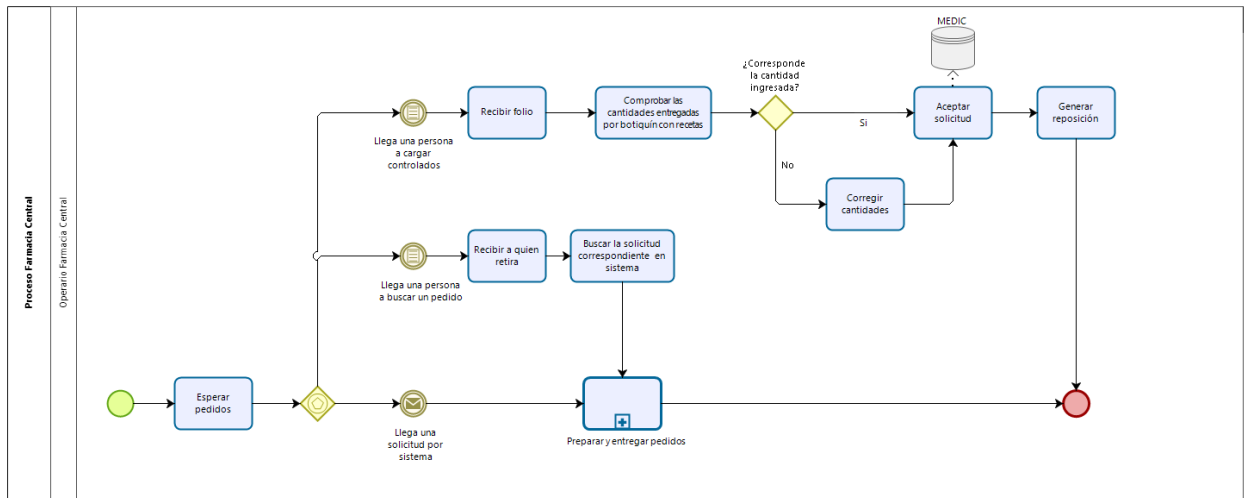 Proceso Farmacia Central
Operario Farmacia Central
MEDIC
¿Corresponde
la cantidad
ingresada?
Recibir folio
Comprobar las
cantidades entregadas
por botiquín con recetas
Aceptar
solicitud
Generar
reposición
Si
Llega una persona
a cargar
controlados
No
Corregir
cantidades
Recibir a quien
retira
Buscar la solicitud
correspondiente en
sistema
Llega una persona
a buscar un pedido
Esperar
pedidos
Llega una
solicitud por
sistema
Preparar y entregar pedidos